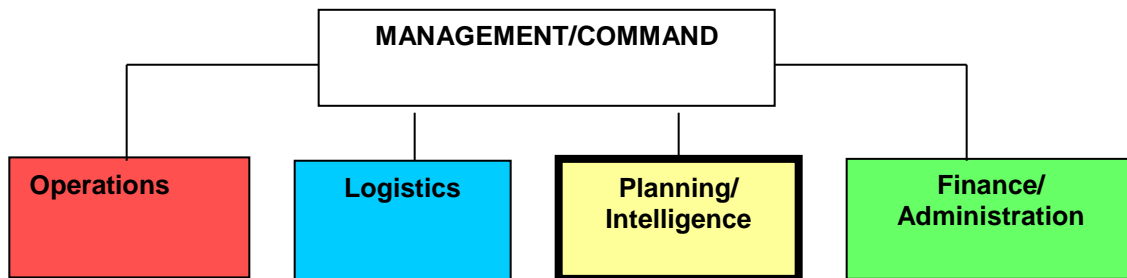 MANAGEMENT/COMMAND
Operations
Logistics
Planning/
Intelligence
Finance/
Administration